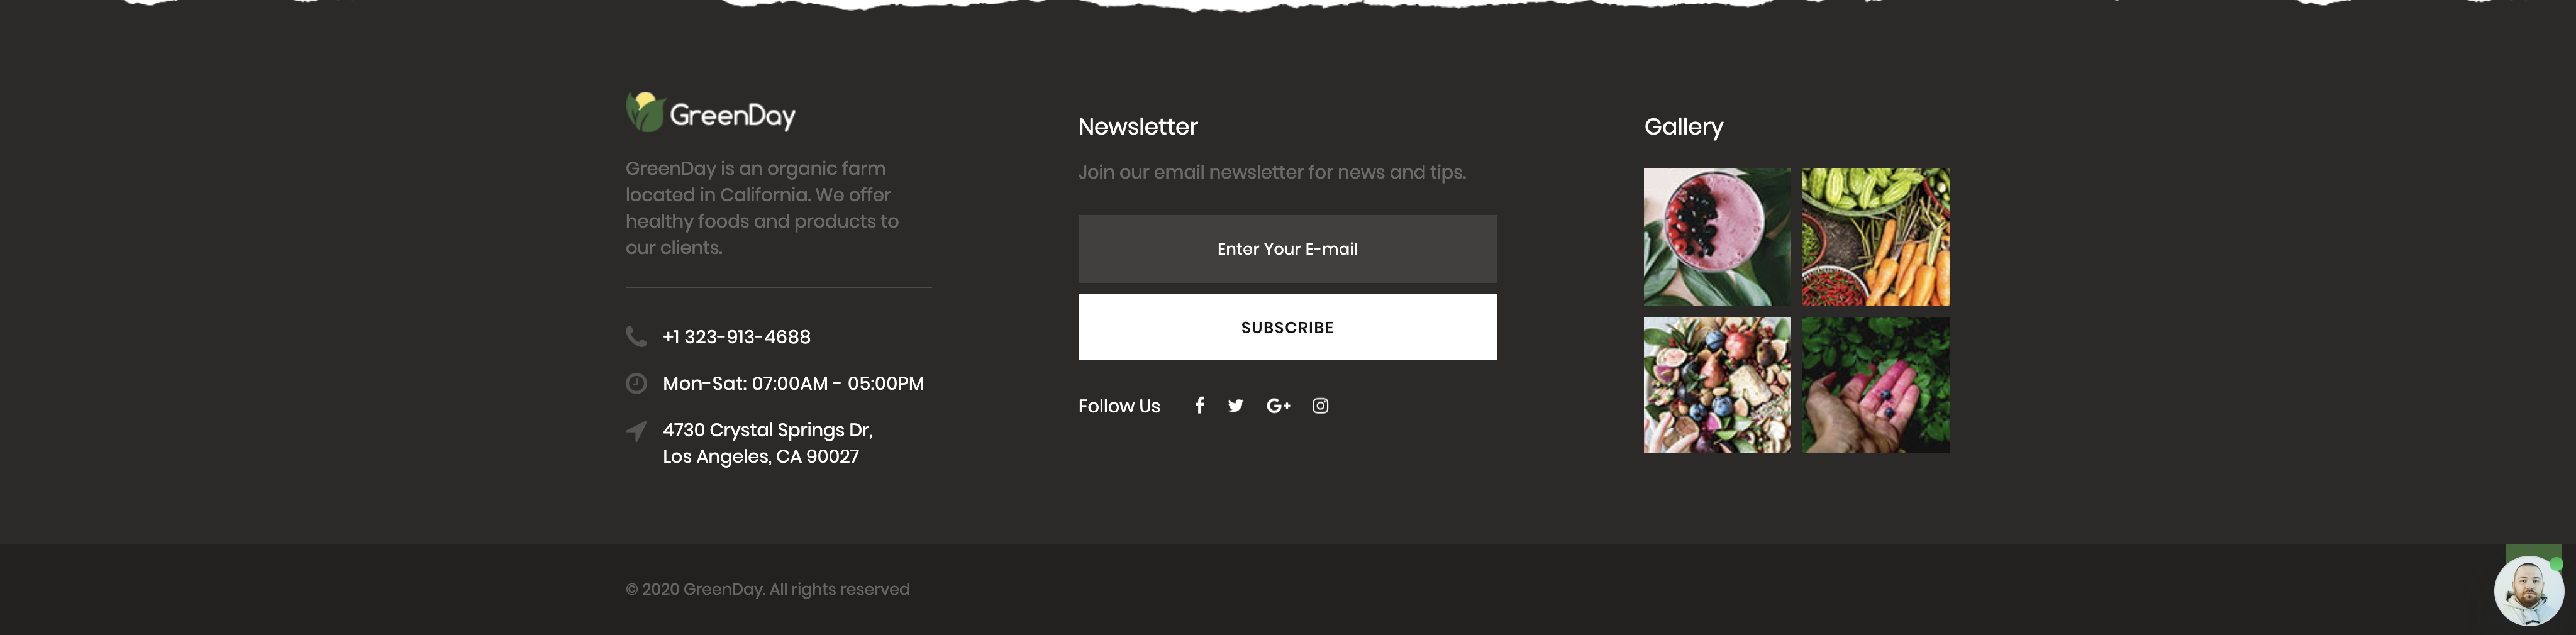 GreenDay
GreenDay is an organic farm
located in California. We offer
healthy foods and products to
our clients.
+1 323-913-4688
Mon-Sat: 07:00AM - 05:00PM
4730 Crystal Springs Dr,
Los Angeles, CA 90027
Newsletter
Join our email newsletter for news and tips.
Enter Your E-mail
SUBSCRIBE
Follow Us
Gallery
© 2020 GreenDay. All rights reserved